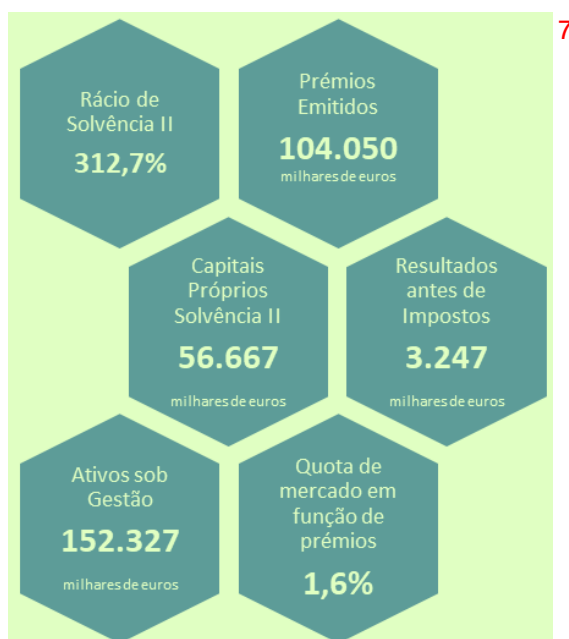 7
Rácio de
Solvência II
312,7%
Prémios
Emitidos
104.050
milhares de euros
Capitais
Próprios
Solvência II
56.667
milhares de euros
Resultados
antes de
Impostos
3.247
milhares de euros
Ativos sob
Gestão
152.327
milhares de euros
Quota de
mercado em
função de
prémios
1,6%